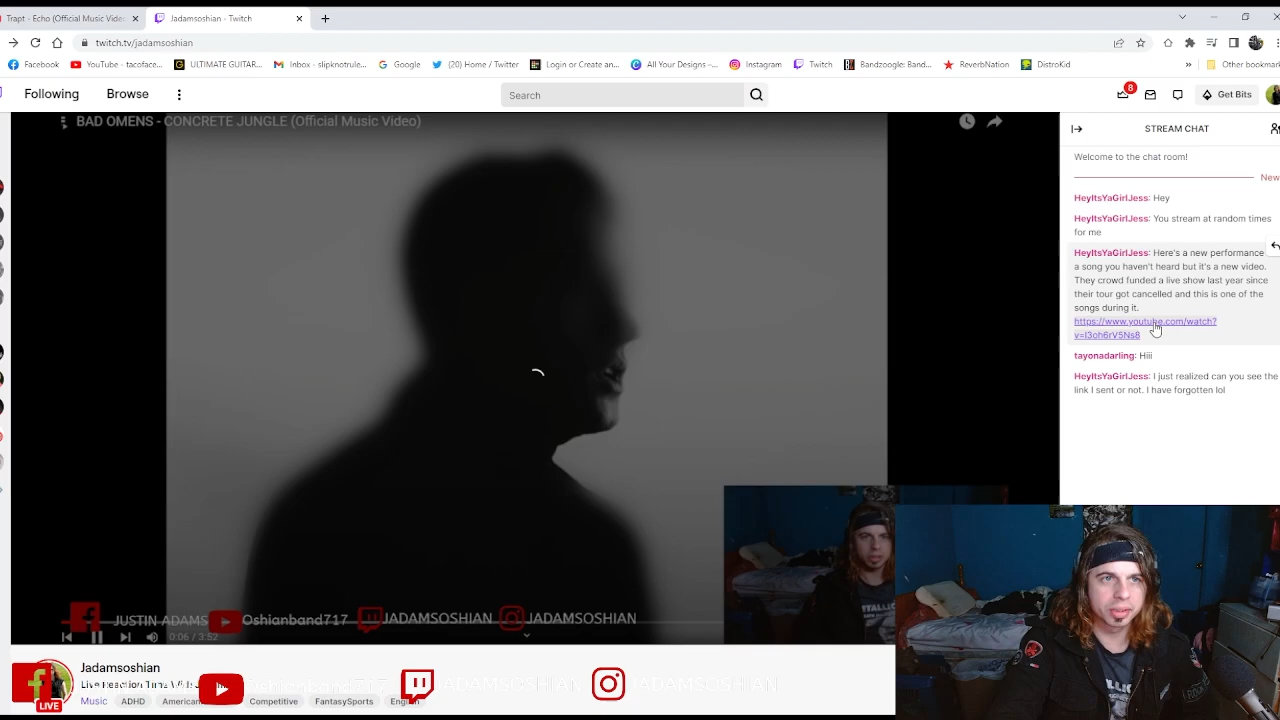 Trapt - Echo (Official Music Vide
Jadamsoshian - Twitch
twitch.tv/jadamsoshian
Facebook
YouTube - tacoface...
ULTIMATE GUITAR...
Inbox - slipknotrule...
Google
(20) Home / Twitter
Login or Create an...
All Your Designs –...
Instagram
Twitch
Bandzoogle: Band...
ReverbNation
DistroKid
»
Other bookmar
Following
Browse
Search
8
Get Bits
BAD OMENS - CONCRETE JUNGLE (Official Music Video)
STREAM CHAT
Welcome to the chat room!
New
HeyItsYaGirlJess: Hey
HeyItsYaGirlJess: You stream at random times
for me
HeyItsYaGirlJess: Here's a new performance
a song you haven't heard but it's a new video.
They crowd funded a live show last year since
their tour got cancelled and this is one of the
songs during it.
https://www.youtube.com/watch?
v=I3oh6rV5Ns8
tayonadarling: Hiii
HeyItsYaGirlJess: I just realized can you see the
link I sent or not. I have forgotten lol
JUSTIN ADAMS
Oshianband717
JADAMSOSHIAN
JADAMSOSHIAN
0:06 / 3:52
Jadamsoshian
oshianband717
JADAMSOSHIAN
JADAMSOSHIAN
LIVE
Music
ADHD
American
Competitive
FantasySports
English